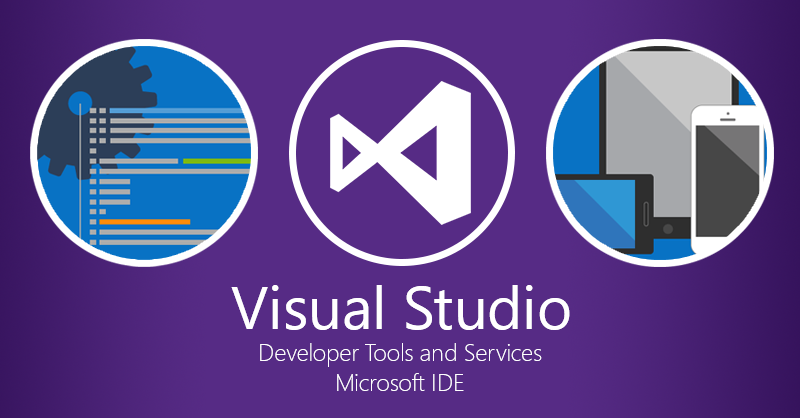 Visual Studio
Developer Tools and Services
Microsoft IDE